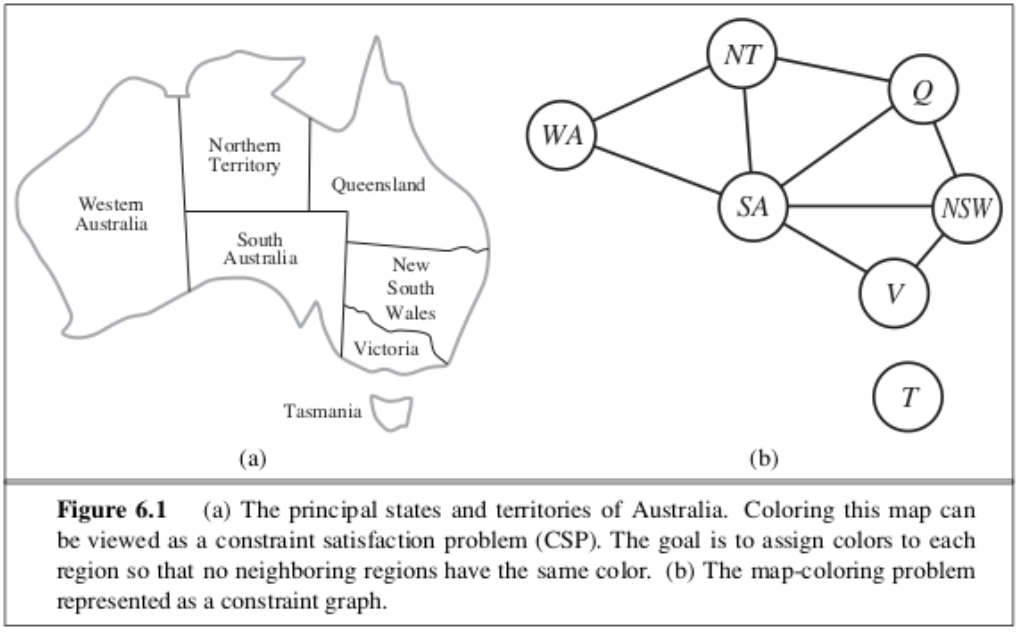 Northern
Territory
Western
Australia
Queensland
South
Australia
New
South
Wales
Victoria
Tasmania
(a)
NT
Q
WA
SA
NSW
V
T
(b)
Figure 6.1 (a) The principal states and territories of Australia. Coloring this map can
be viewed as a constraint satisfaction problem (CSP). The goal is to assign colors to each
region so that no neighboring regions have the same color. (b) The map-coloring problem
represented as a constraint graph.